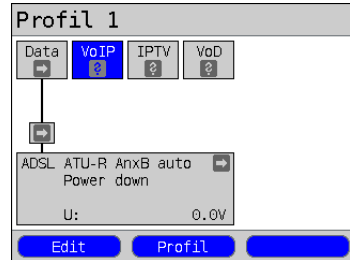 Profil 1
Data VoIP IPTV VoD
ADSL ATU-R AnxB auto
Power down
U: 0.0V
Edit Profil